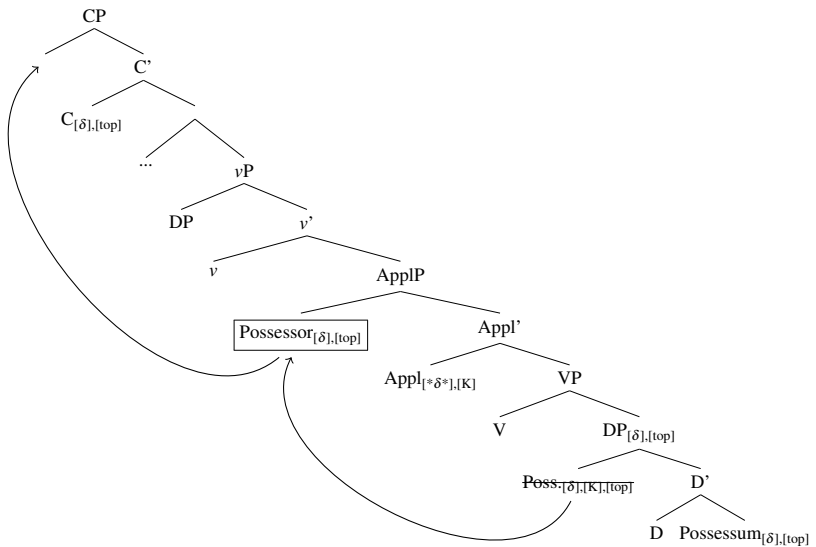 CP
C'
C[δ],[top]
...
vP
DP
v'
v
ApplP
Possessor[δ],[top]
Appl'
Appl[*δ*],[K]
VP
V
DP[δ],[top]
Poss.[δ],[K],[top]
D'
D Possessum[δ],[top]